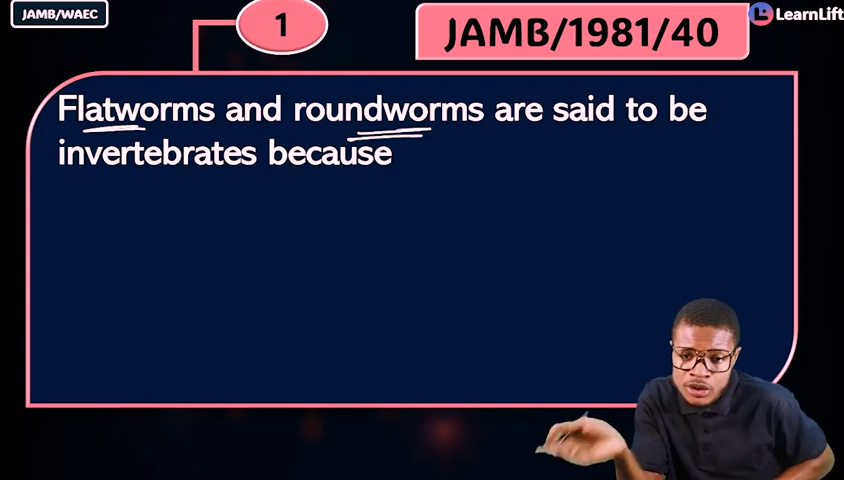 JAMB/WAEC
1
JAMB/1981/40
LearnLift
Flatworms and roundworms are said to be
invertebrates because